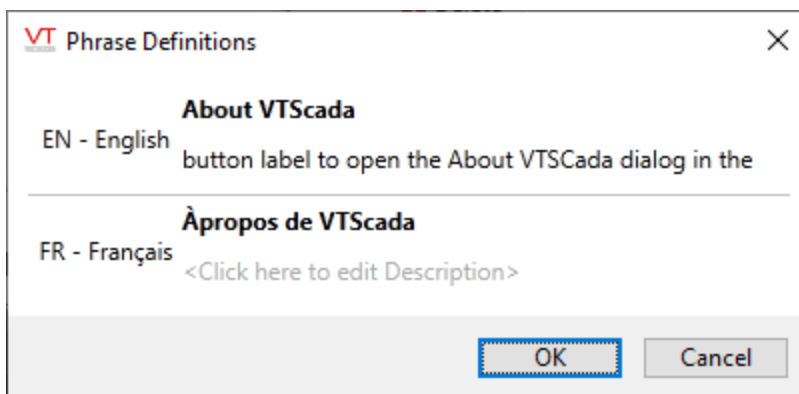 VT Phrase Definitions
About VTScada
EN - English
button label to open the About VTSCada dialog in the
Àpropos de VTScada
FR - Français
<Click here to edit Description>
OK Cancel